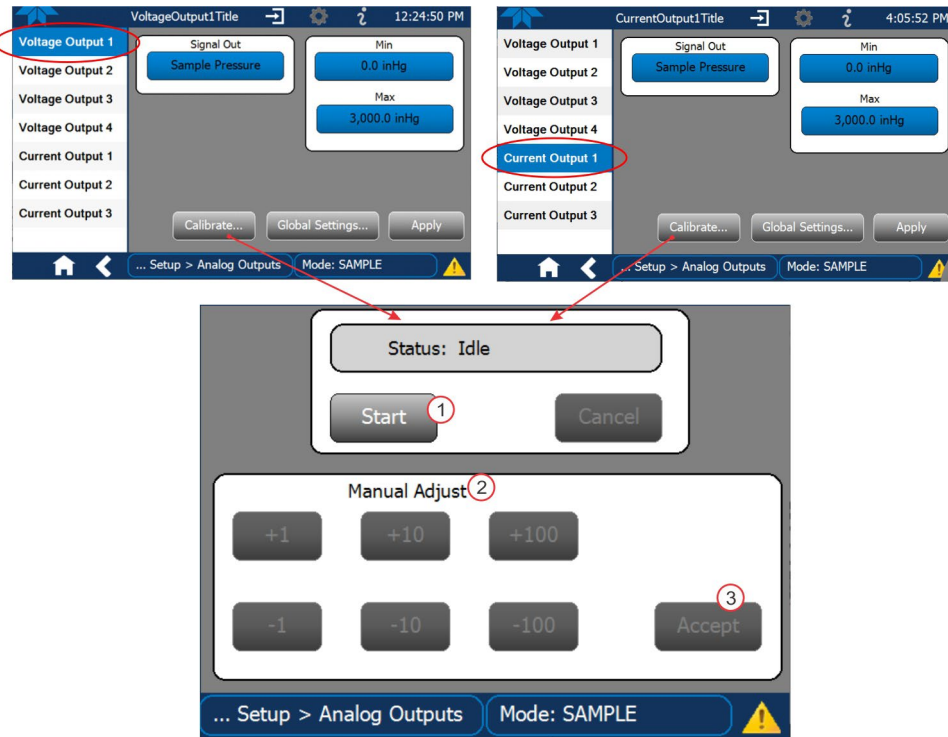 VoltageOutput1Title
12:24:50 PM
Voltage Output 1
Voltage Output 2
Voltage Output 3
Voltage Output 4
Current Output 1
Current Output 2
Current Output 3
Signal Out
Sample Pressure
Min
0.0 inHg
Max
3,000.0 inHg
Calibrate...
Global Settings...
Apply
... Setup > Analog Outputs
Mode: SAMPLE
CurrentOutput1Title
4:05:52 PM
Voltage Output 1
Voltage Output 2
Voltage Output 3
Voltage Output 4
Current Output 1
Current Output 2
Current Output 3
Signal Out
Sample Pressure
Min
0.0 inHg
Max
3,000.0 inHg
Calibrate...
Global Settings...
Apply
... Setup > Analog Outputs
Mode: SAMPLE
Status: Idle
Start
1
Cancel
Manual Adjust
2
+1
+10
+100
3
-1
-10
-100
Accept
... Setup > Analog Outputs
Mode: SAMPLE